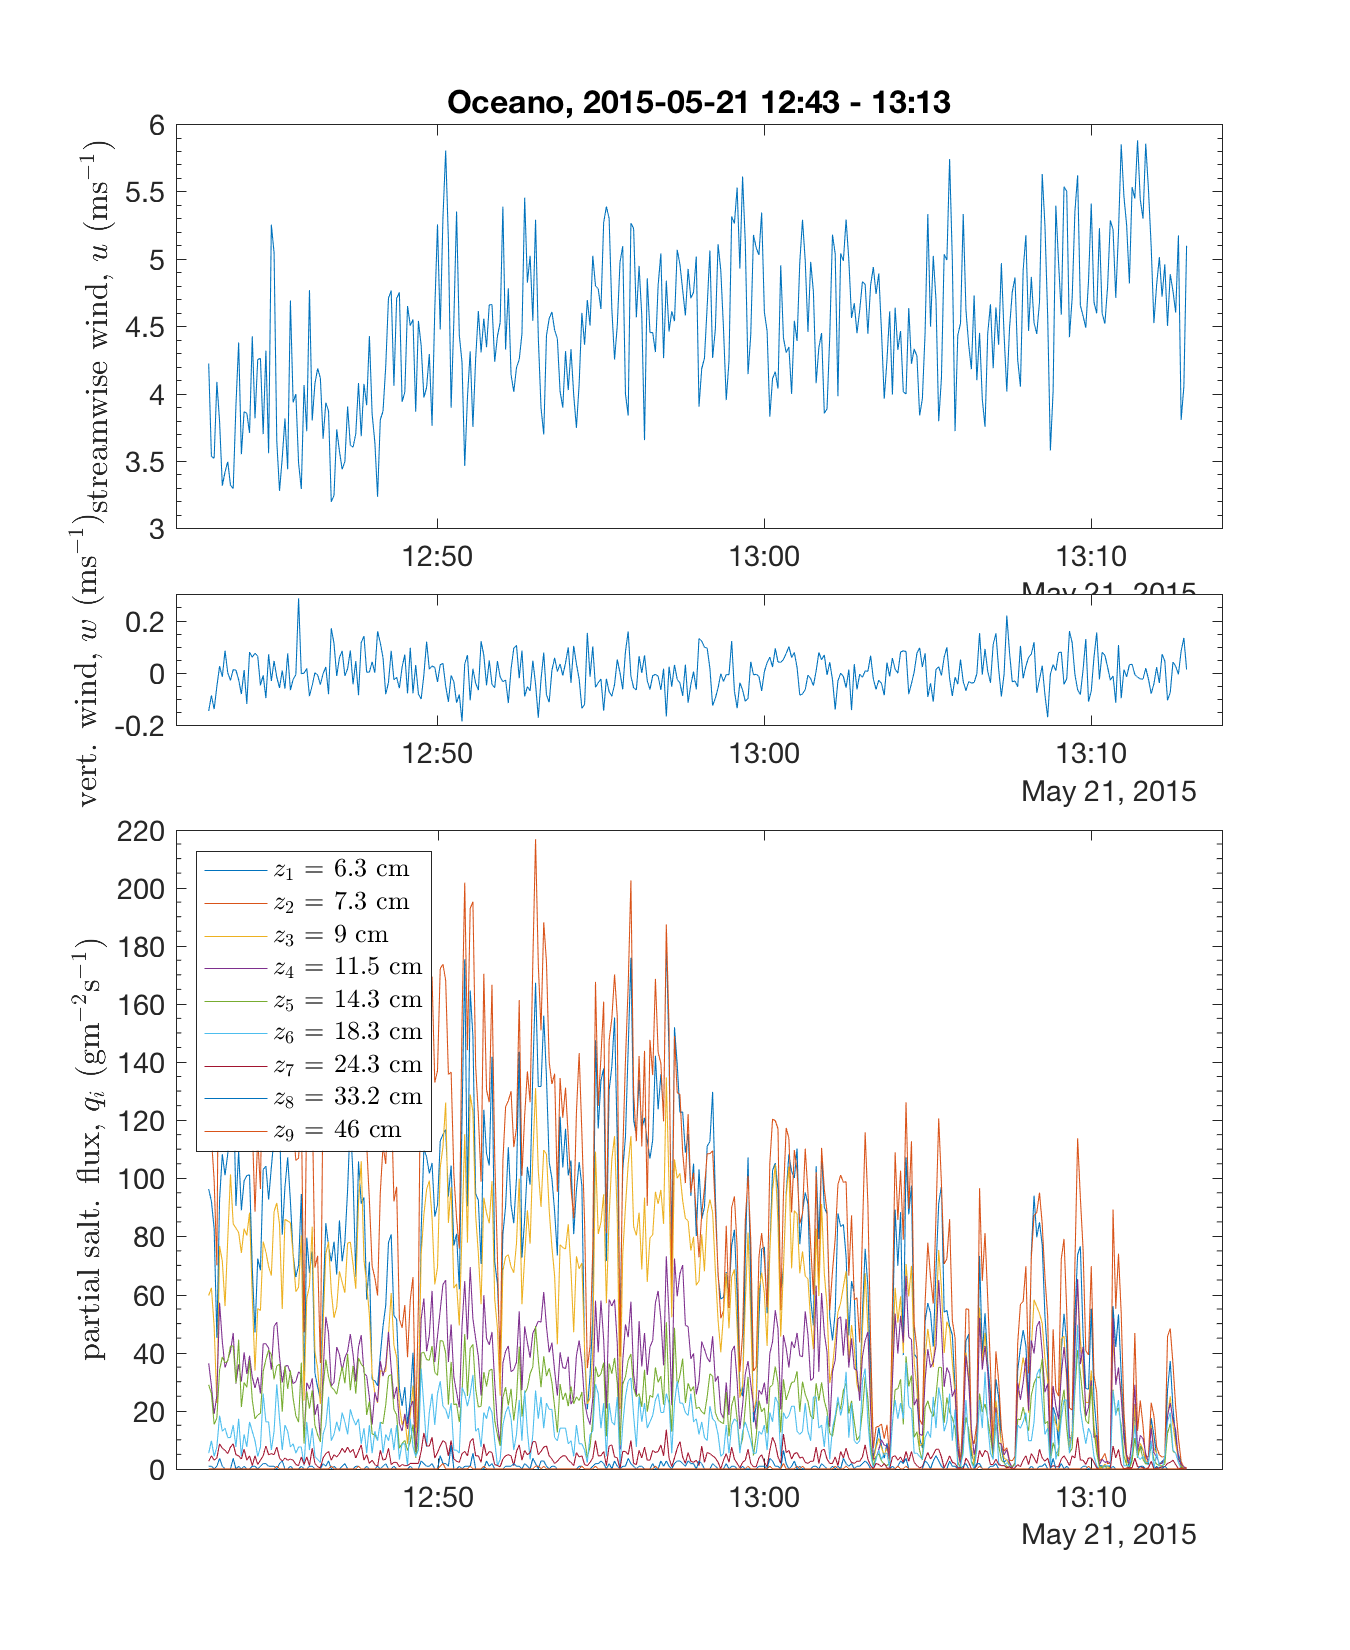 Oceano, 2015-05-21 12:43 - 13:13
streamwise wind, u (ms⁻¹)
6
5.5
5
4.5
4
3.5
3
12:50 13:00 13:10
May 21, 2015
vert. wind, w (ms⁻¹)
0.2
0
-0.2
12:50 13:00 13:10
May 21, 2015
partial salt. flux, qᵢ (gm⁻²s⁻¹)
220
200
180
160
140
120
100
80
60
40
20
0
z₁ = 6.3 cm
z₂ = 7.3 cm
z₃ = 9 cm
z₄ = 11.5 cm
z₅ = 14.3 cm
z₆ = 18.3 cm
z₇ = 24.3 cm
z₈ = 33.2 cm
z₉ = 46 cm
12:50 13:00 13:10
May 21, 2015